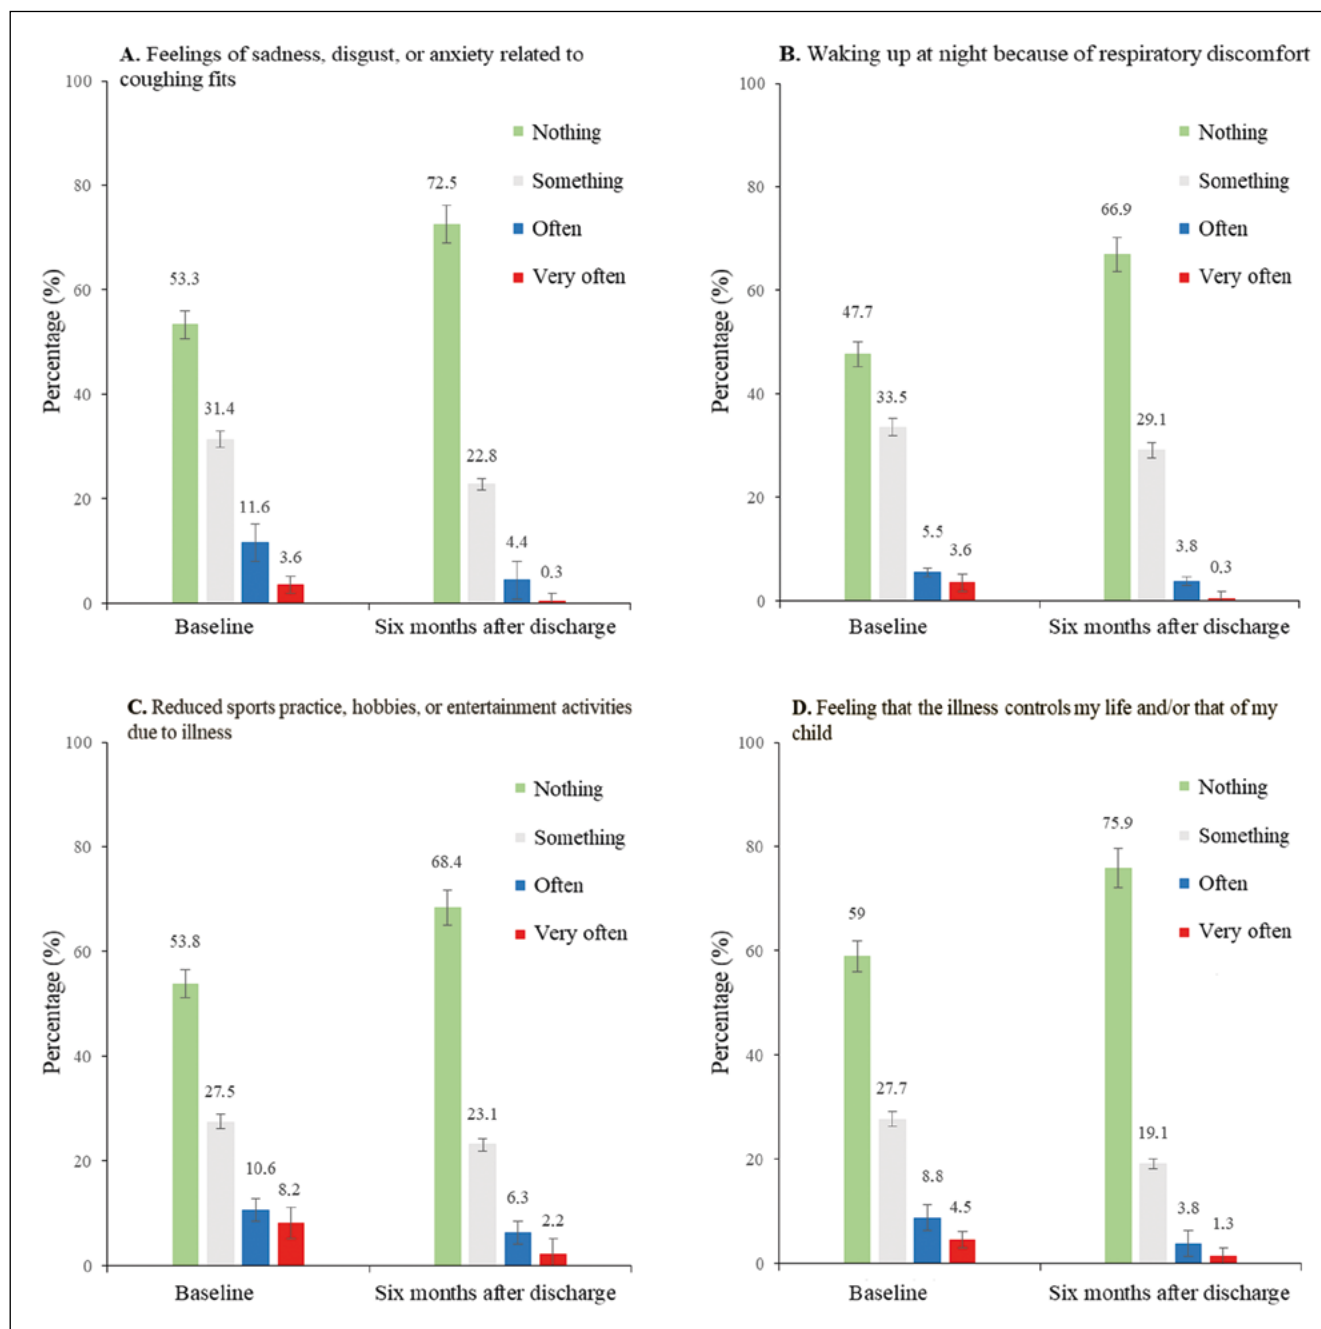 A. Feelings of sadness, disgust, or anxiety related to
coughing fits
100
80
60
40
20
0
Percentage (%)
Nothing
Something
Often
Very often
53.3
31.4
11.6
3.6
72.5
22.8
4.4
0.3
Baseline
Six months after discharge
B. Waking up at night because of respiratory discomfort
100
80
60
40
20
0
Percentage (%)
Nothing
Something
Often
Very often
47.7
33.5
5.5
3.6
66.9
29.1
3.8
0.3
Baseline
Six months after discharge
C. Reduced sports practice, hobbies, or entertainment activities
due to illness
100
80
60
40
20
0
Percentage (%)
Nothing
Something
Often
Very often
53.8
27.5
10.6
8.2
68.4
23.1
6.3
2.2
Baseline
Six months after discharge
D. Feeling that the illness controls my life and/or that of my
child
100
80
60
40
20
0
Percentage (%)
Nothing
Something
Often
Very often
59
27.7
8.8
4.5
75.9
19.1
3.8
1.3
Baseline
Six months after discharge